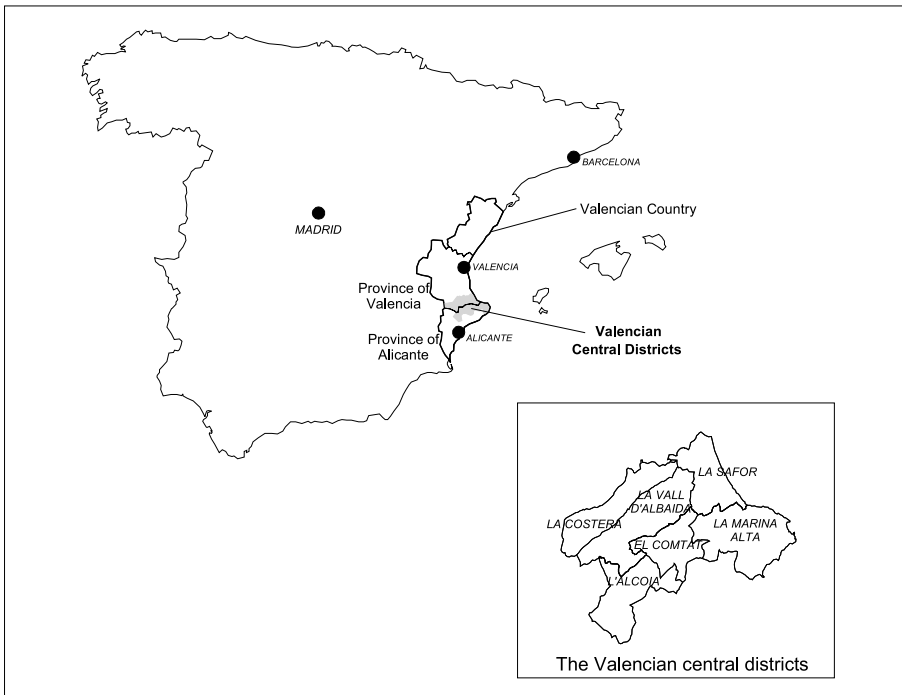 BARCELONA
Valencian Country
MADRID
VALENCIA
Province of
Valencia
Province of
Alicante
ALICANTE
Valencian
Central Districts
LA SAFOR
LA VALL
D'ALBAIDA
LA COSTERA
LA MARINA
ALTA
EL COMTAT
L'ALCOIA
The Valencian central districts